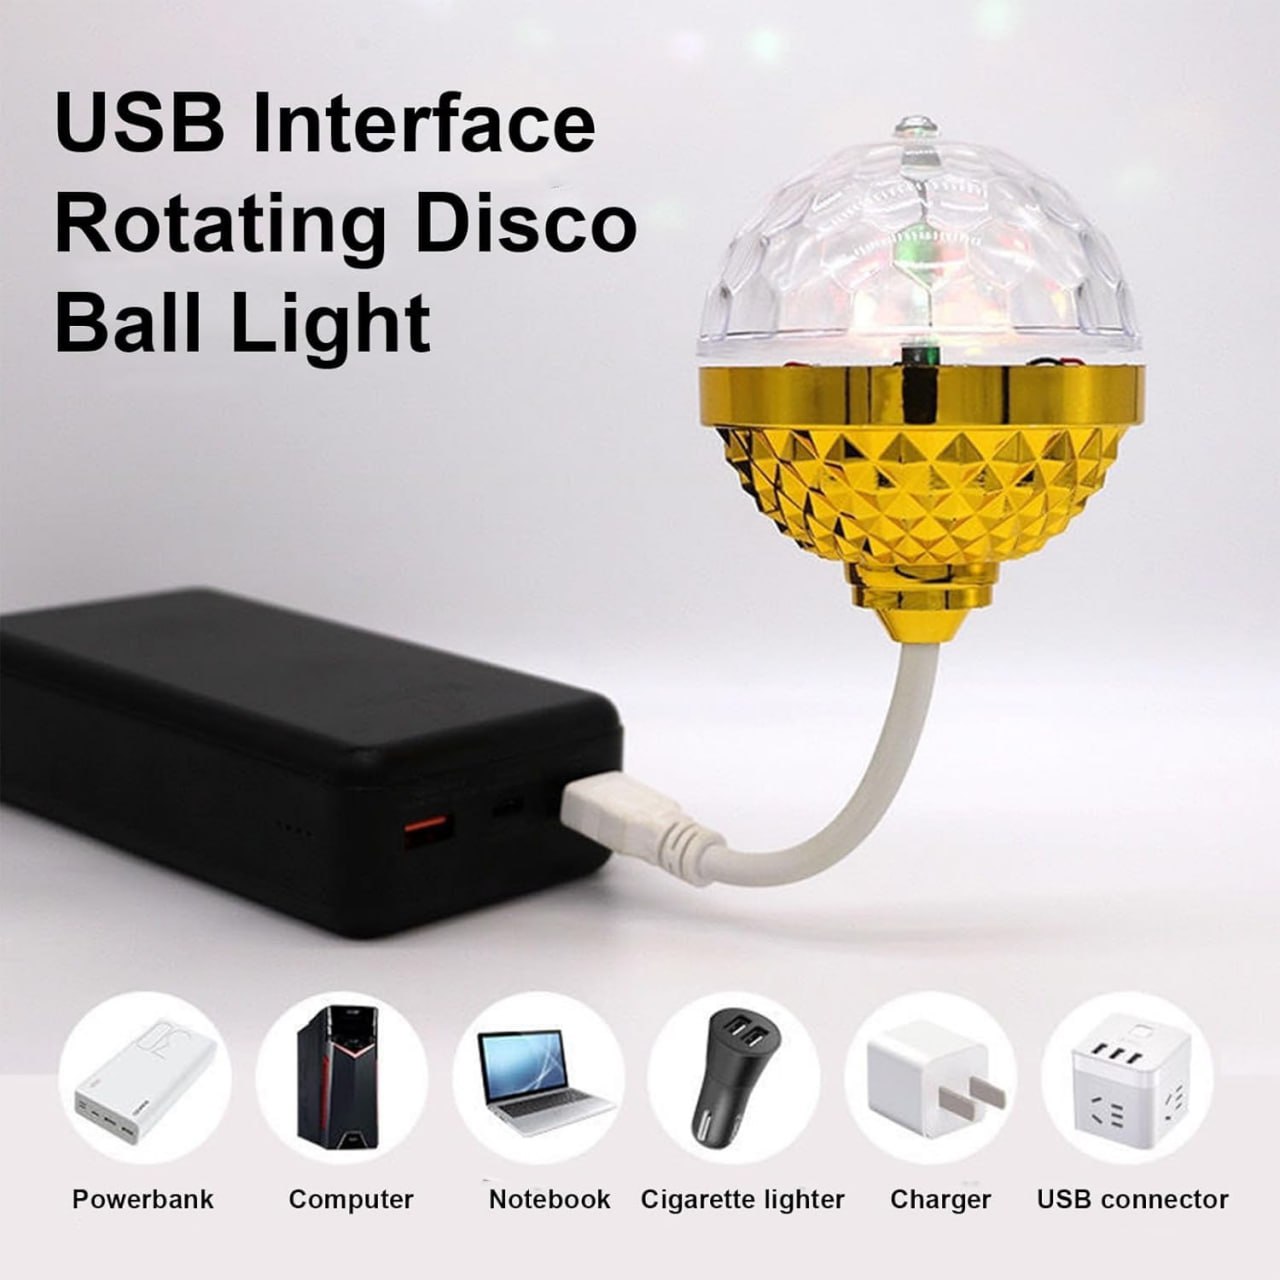 USB Interface
Rotating Disco
Ball Light
Powerbank
Computer
Notebook
Cigarette lighter
Charger
USB connector